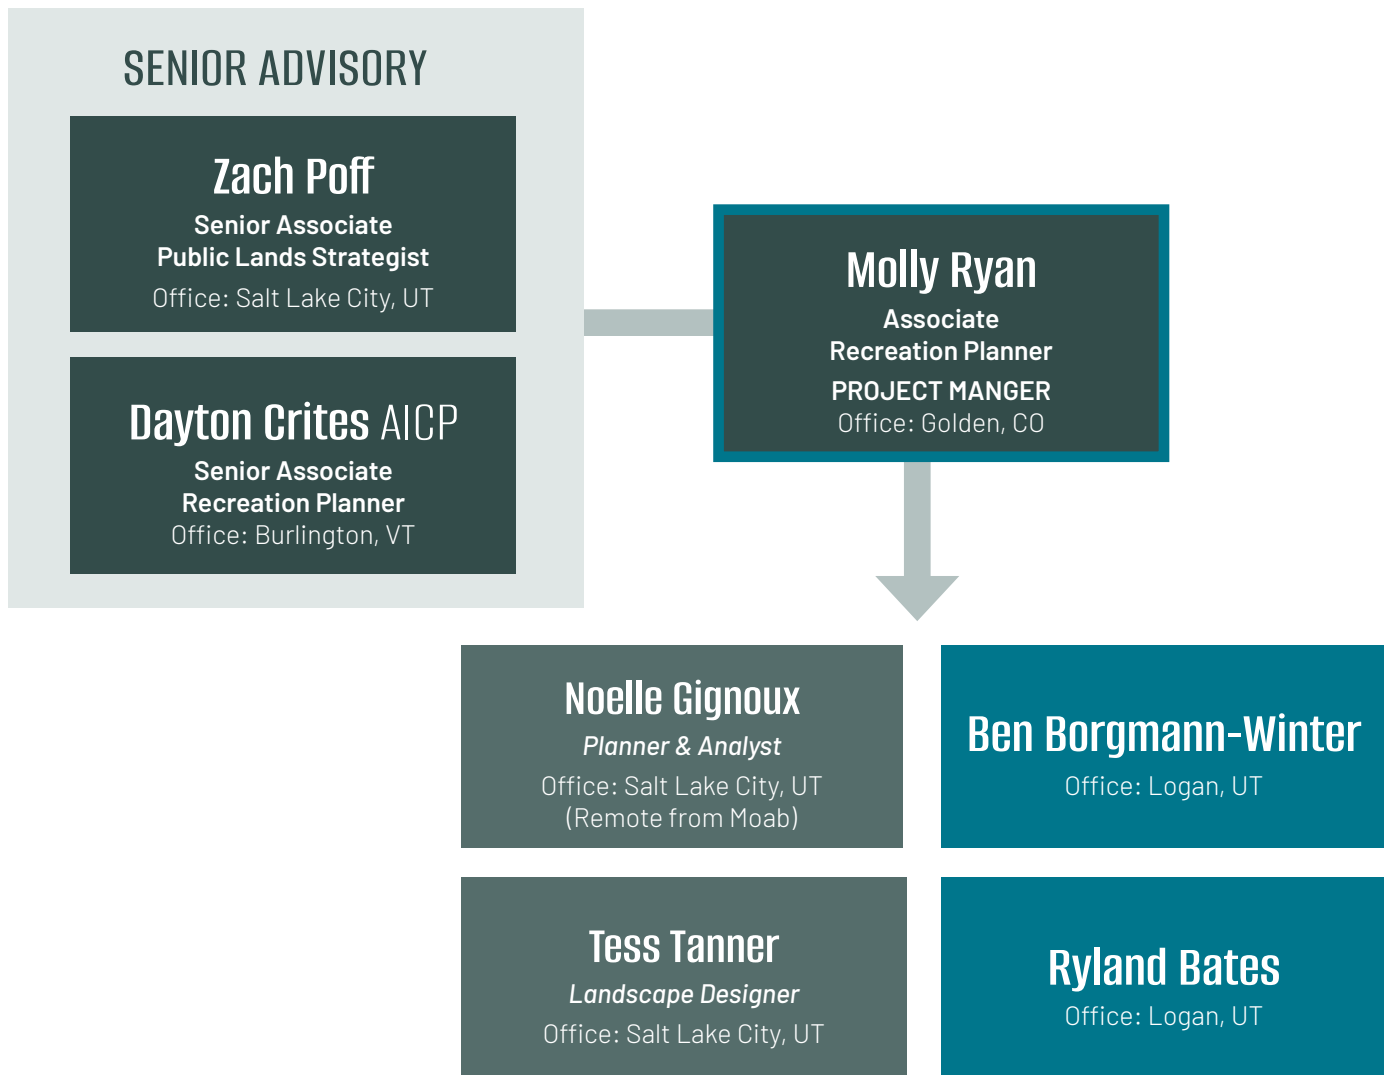 SENIOR ADVISORY
Zach Poff
Senior Associate
Public Lands Strategist
Office: Salt Lake City, UT
Dayton Crites AICP
Senior Associate
Recreation Planner
Office: Burlington, VT
Molly Ryan
Associate
Recreation Planner
PROJECT MANGER
Office: Golden, CO
Noelle Gignoux
Planner & Analyst
Office: Salt Lake City, UT
(Remote from Moab)
Ben Borgmann-Winter
Office: Logan, UT
Tess Tanner
Landscape Designer
Office: Salt Lake City, UT
Ryland Bates
Office: Logan, UT